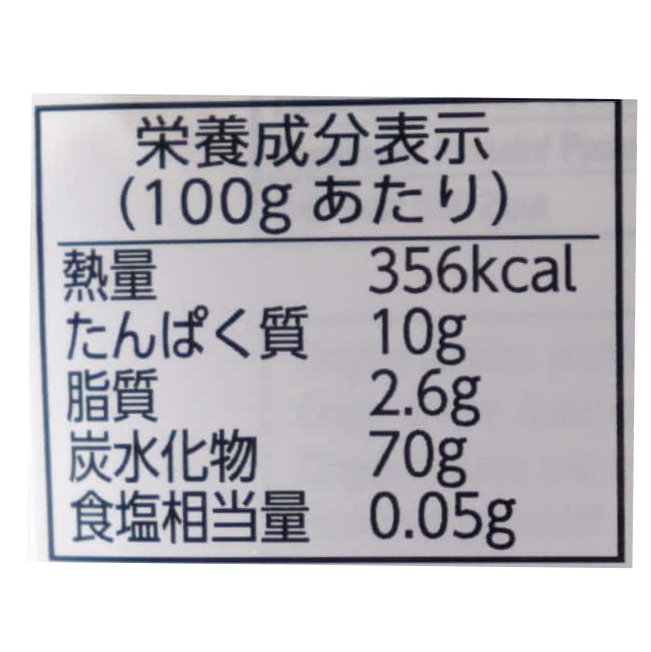 栄養成分表示
(100g あたり)
熱量 356kcal
たんぱく質 10g
脂質 2.6g
炭水化物 70g
食塩相当量 0.05g